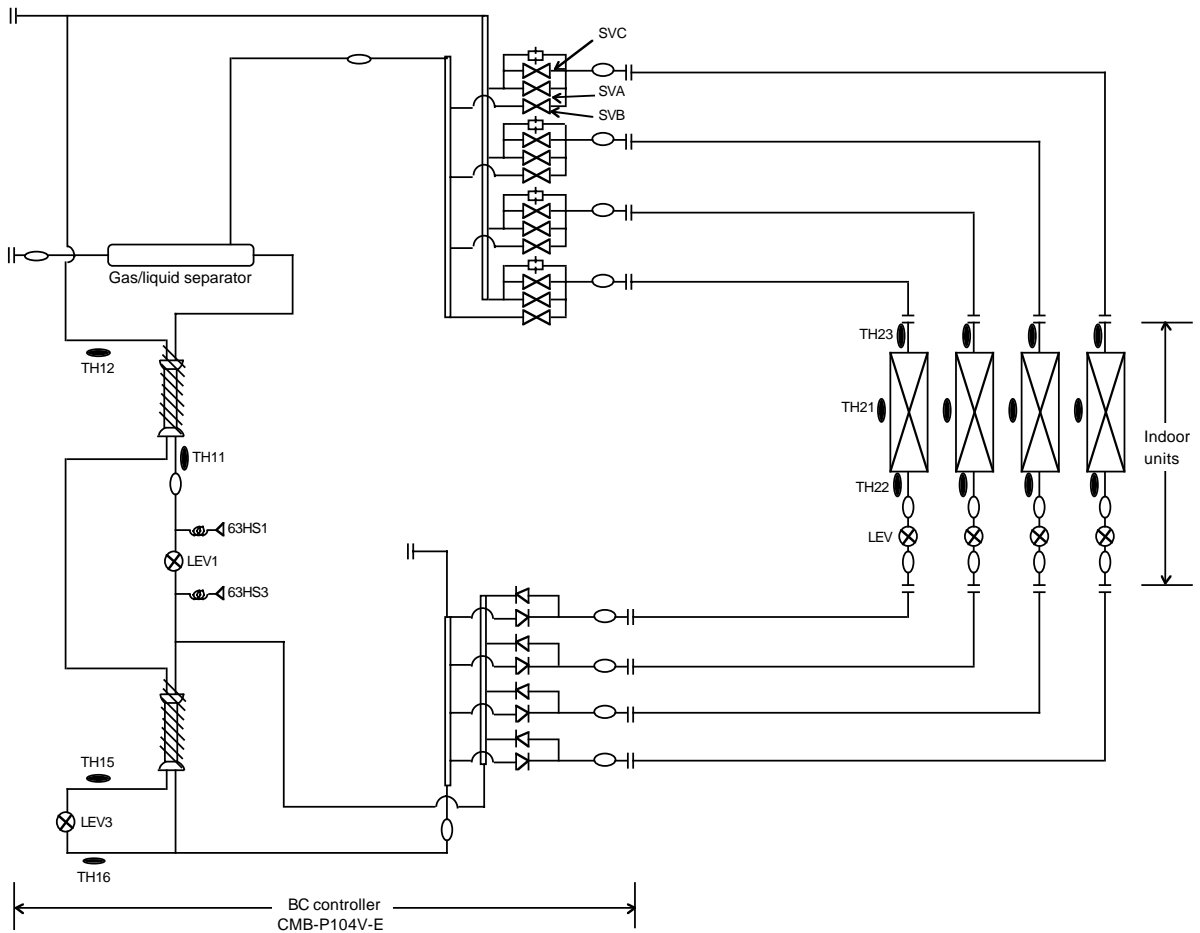 SVC
SVA
SVB
Gas/liquid separator
TH12
TH23
TH21
Indoor
units
TH11
TH22
63HS1
LEV
LEV1
63HS3
TH15
LEV3
TH16
BC controller
CMB-P104V-E